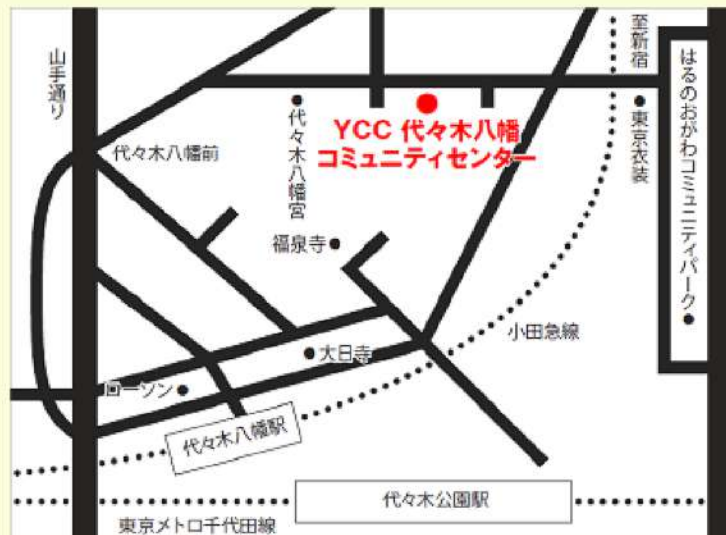 山手通り
至新宿
はるのおがわコミュニティパーク
東京衣装
代々木八幡宮
YCC 代々木八幡
コミュニティセンター
代々木八幡前
福泉寺
小田急線
大日寺
ローソン
代々木八幡駅
代々木公園駅
東京メトロ千代田線